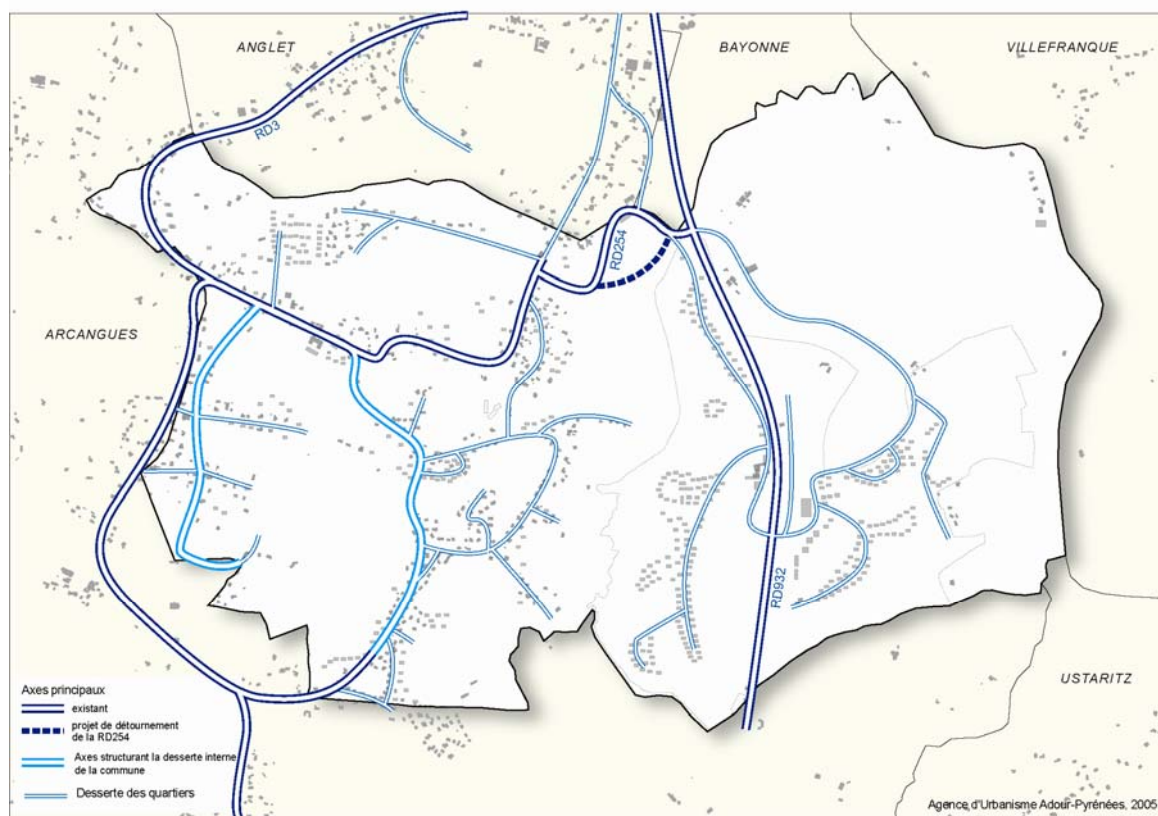 ANGLET
BAYONNE
VILLEFRANQUE
RD3
RD254
ARCANGUES
RD932
USTARITZ
Axes principaux
existant
projet de détournement
de la RD254
Axes structurant la desserte interne
de la commune
Desserte des quartiers
Agence d'Urbanisme Adour-Pyrénées, 2005